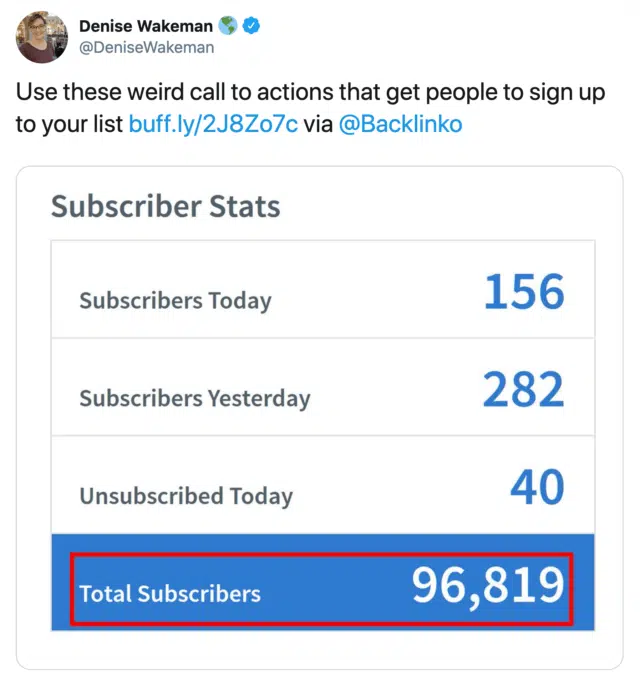 Denise Wakeman
@DeniseWakeman
Use these weird call to actions that get people to sign up
to your list buff.ly/2J8Zo7c via @Backlinko
Subscriber Stats
Subscribers Today 156
Subscribers Yesterday 282
Unsubscribed Today 40
Total Subscribers 96,819